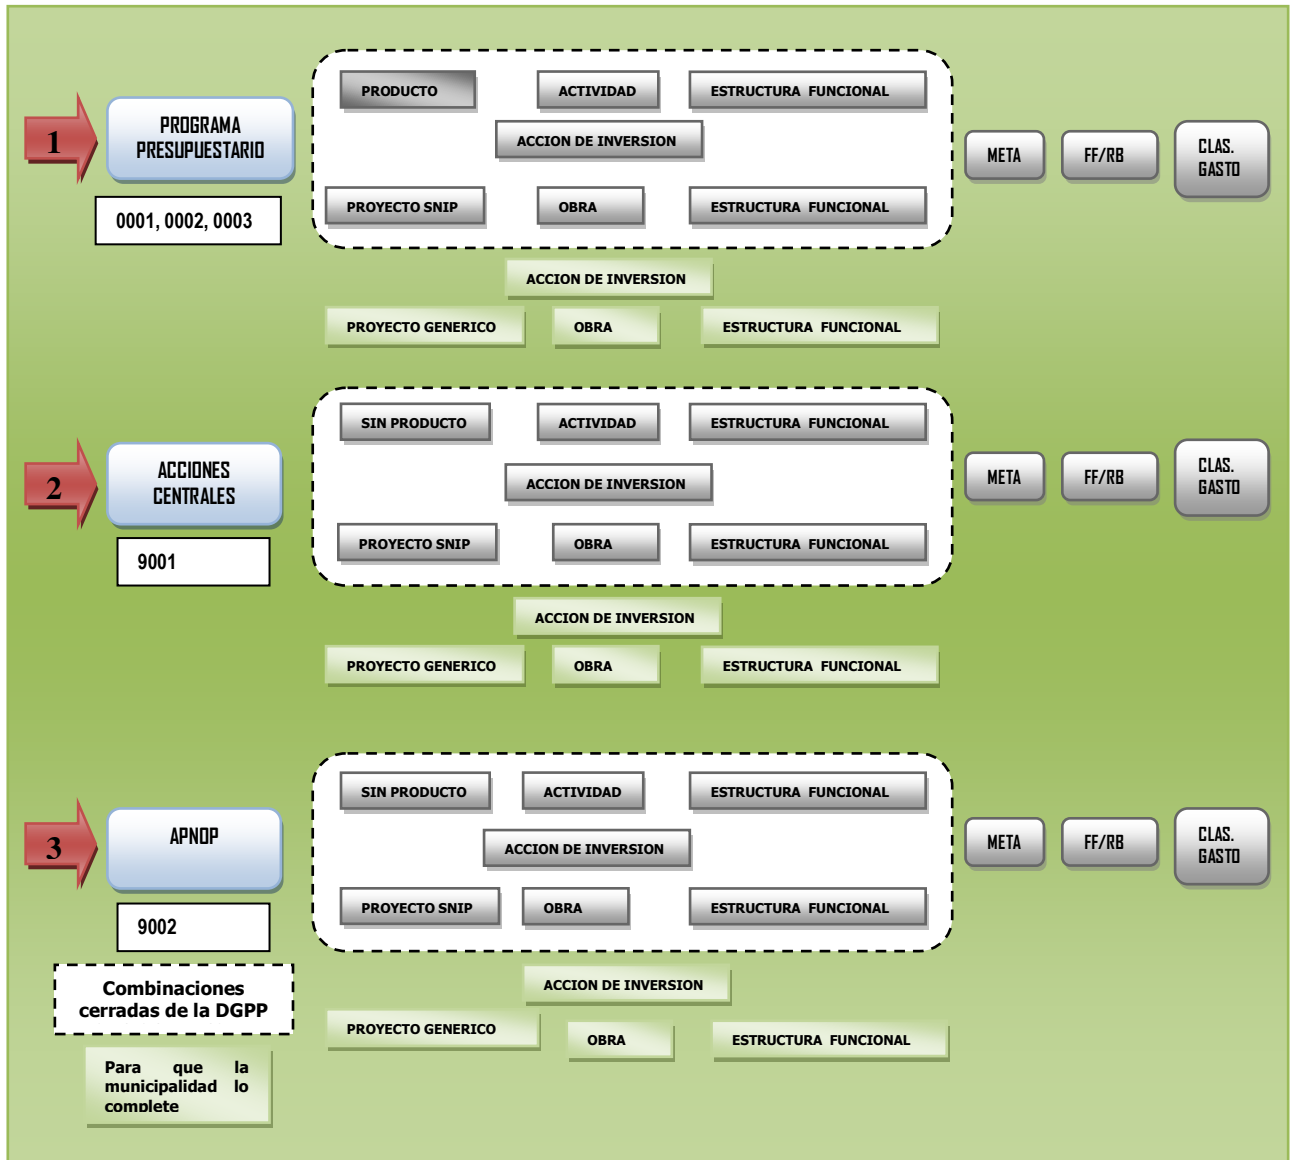 PRODUCTO ACTIVIDAD ESTRUCTURA FUNCIONAL
1
PROGRAMA
PRESUPUESTARIO
ACCION DE INVERSION
META FF/RB
CLAS.
GASTO
0001, 0002, 0003
PROYECTO SNIP OBRA ESTRUCTURA FUNCIONAL
ACCION DE INVERSION
PROYECTO GENERICO OBRA ESTRUCTURA FUNCIONAL
SIN PRODUCTO ACTIVIDAD ESTRUCTURA FUNCIONAL
2
ACCIONES
CENTRALES
ACCION DE INVERSION
META FF/RB
CLAS.
GASTO
9001
PROYECTO SNIP OBRA ESTRUCTURA FUNCIONAL
ACCION DE INVERSION
PROYECTO GENERICO OBRA ESTRUCTURA FUNCIONAL
SIN PRODUCTO ACTIVIDAD ESTRUCTURA FUNCIONAL
3
APNOP
ACCION DE INVERSION
META FF/RB
CLAS.
GASTO
9002
PROYECTO SNIP OBRA ESTRUCTURA FUNCIONAL
ACCION DE INVERSION
PROYECTO GENERICO OBRA ESTRUCTURA FUNCIONAL
Combinaciones
cerradas de la DGPP
Para que la
municipalidad lo
complete